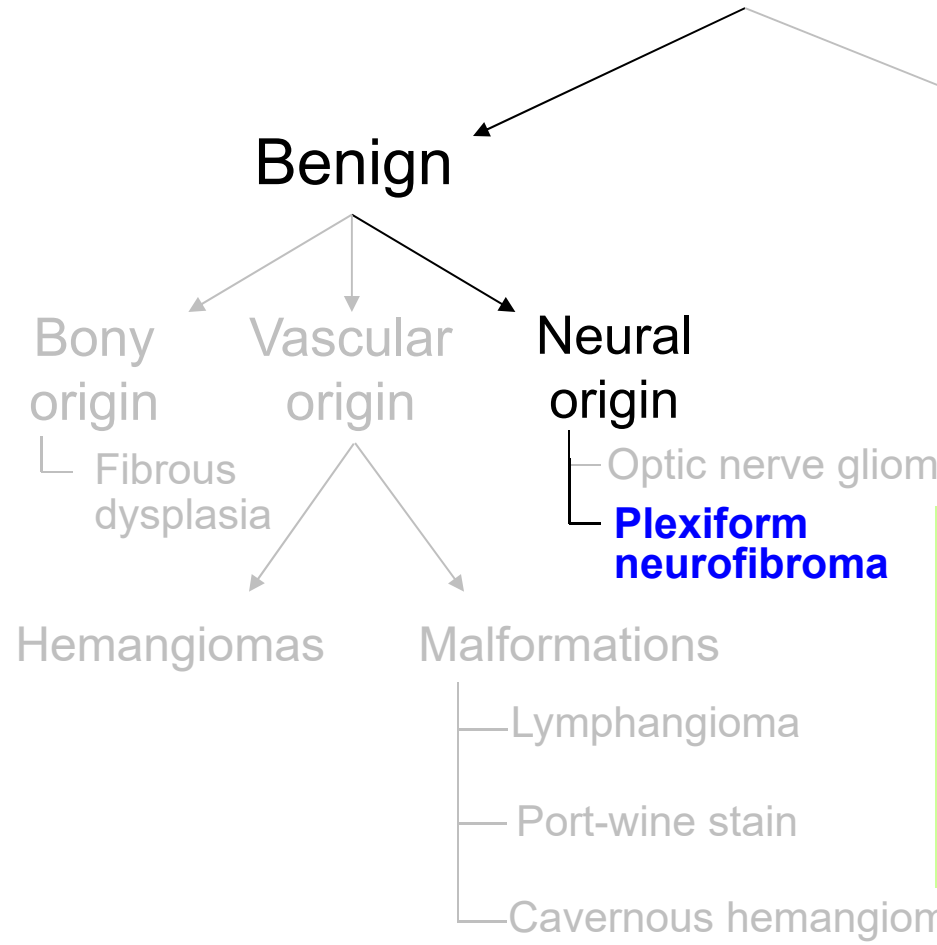 Benign
Bony
origin
Vascular
origin
Neural
origin
Fibrous
dysplasia
Optic nerve gliom
Plexiform
neurofibroma
Hemangiomas
Malformations
Lymphangioma
Port-wine stain
Cavernous hemangiom